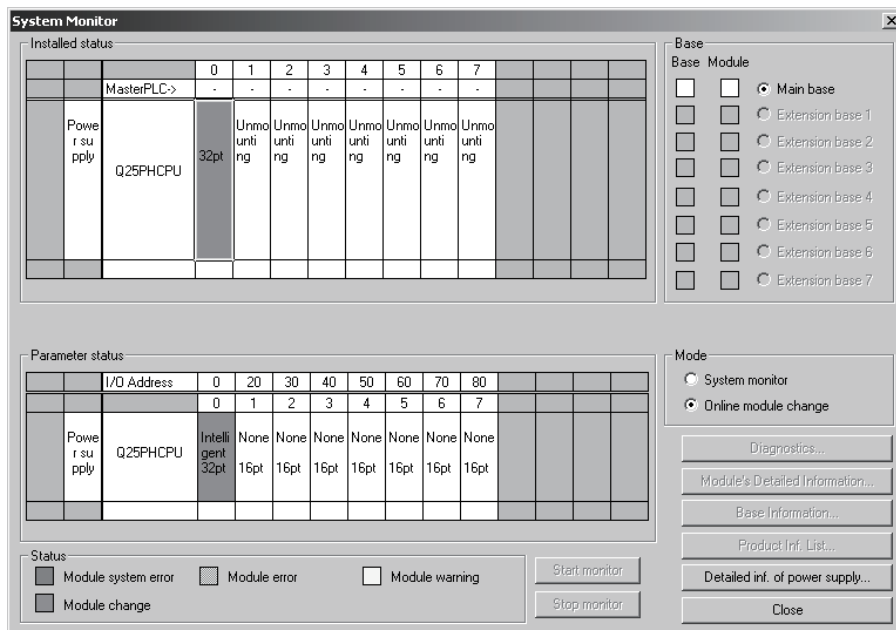 System Monitor
Installed status
0 1 2 3 4 5 6 7
MasterPLC-> - - - - - - - -
Powe
r su
pply
Q25PHCPU
32pt
Unmo
unti
ng
Unmo
unti
ng
Unmo
unti
ng
Unmo
unti
ng
Unmo
unti
ng
Unmo
unti
ng
Unmo
unti
ng
Base
Base Module
Main base
Extension base 1
Extension base 2
Extension base 3
Extension base 4
Extension base 5
Extension base 6
Extension base 7
Parameter status
I/O Address 0 20 30 40 50 60 70 80
0 1 2 3 4 5 6 7
Powe
r su
pply
Q25PHCPU
Intelli
gent
32pt
None
16pt
None
16pt
None
16pt
None
16pt
None
16pt
None
16pt
None
16pt
Mode
System monitor
Online module change
Diagnostics...
Module's Detailed Information...
Base Information...
Product Inf. List...
Detailed inf. of power supply...
Close
Status
Module system error
Module error
Module warning
Module change
Start monitor
Stop monitor